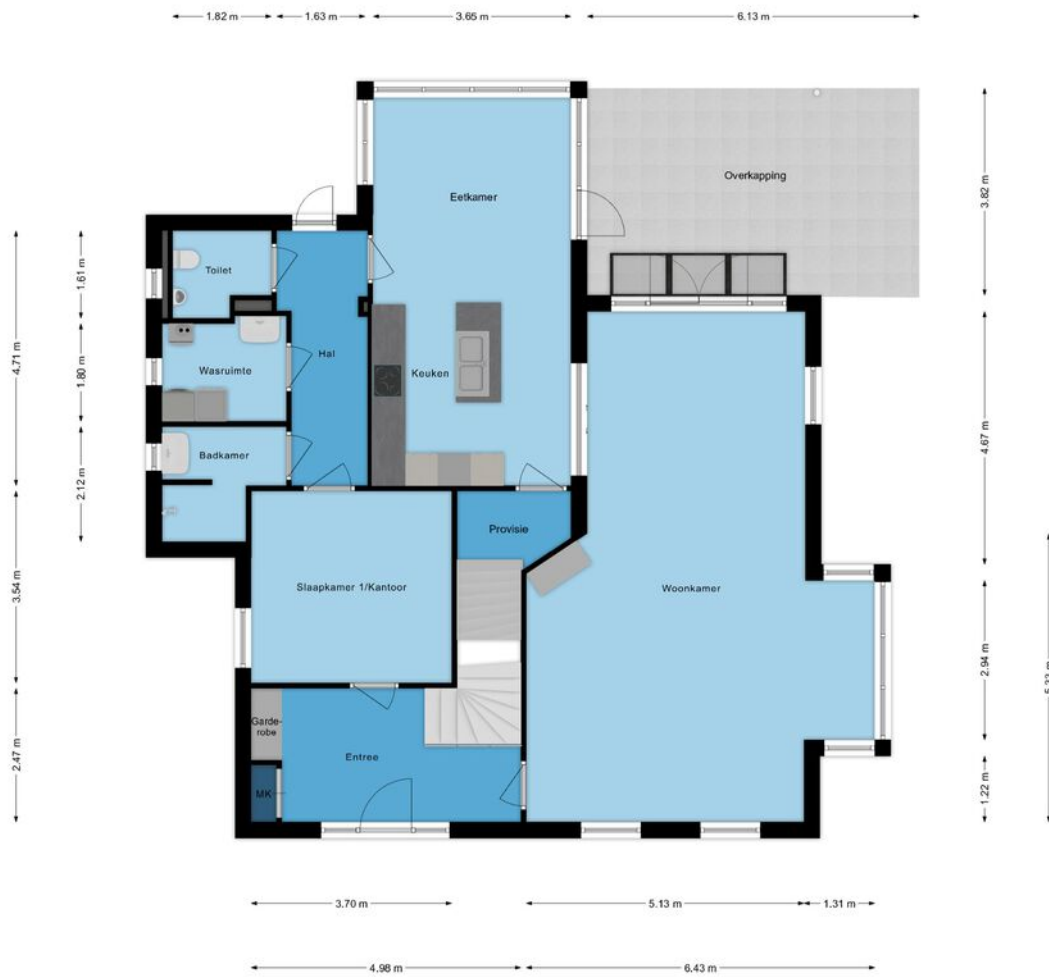 1.82 m
1.63 m
3.65 m
6.13 m
Overkapping
3.82 m
Eetkamer
Toilet
1.61 m
4.71 m
Hal
Wasruimte
1.80 m
Keuken
4.67 m
Badkamer
2.12 m
Provisie
3.54 m
Slaapkamer 1/Kantoor
Woonkamer
2.94 m
Garde-
robe
Entree
2.47 m
MK
1.22 m
3.70 m
5.13 m
1.31 m
4.98 m
6.43 m